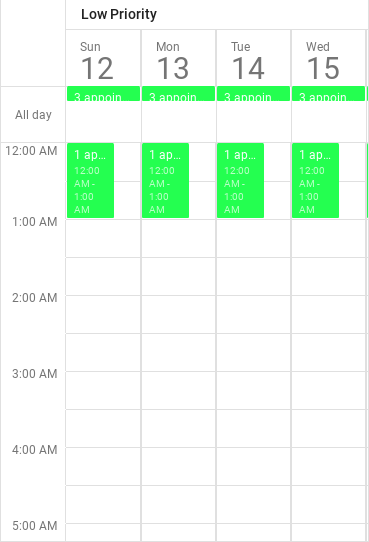 Low Priority
Sun Mon Tue Wed
12 13 14 15
3 appoin 3 appoin 3 appoin 3 appoin
All day
12:00 AM
1 ap... 1 ap... 1 ap... 1 ap...
12:00 12:00 12:00 12:00
AM - AM - AM - AM -
1:00 1:00 1:00 1:00
AM AM AM AM
1:00 AM
2:00 AM
3:00 AM
4:00 AM
5:00 AM